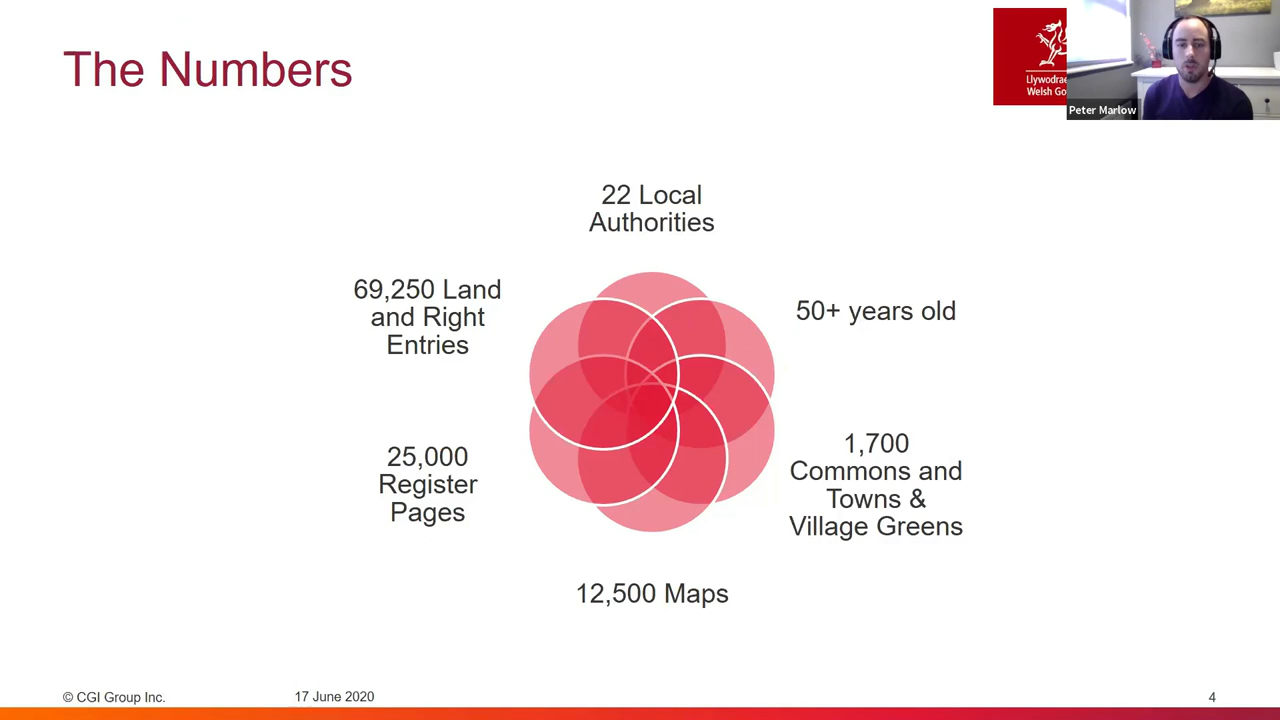 The Numbers
Llywodrae
Welsh Go
Peter Marlow
22 Local
Authorities
69,250 Land
and Right
Entries
50+ years old
25,000
Register
Pages
1,700
Commons and
Towns &
Village Greens
12,500 Maps
© CGI Group Inc.
17 June 2020
4